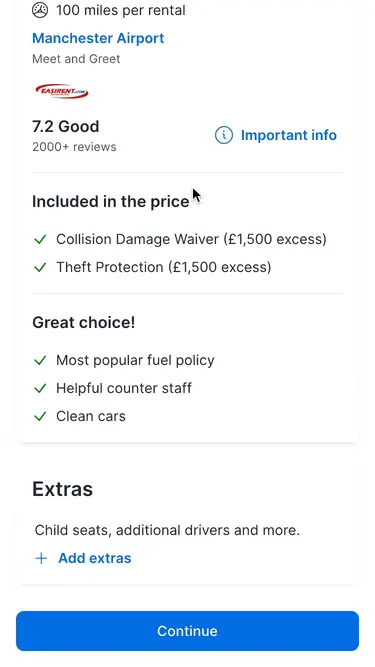 100 miles per rental
Manchester Airport
Meet and Greet
EASIRENT.COM
7.2 Good
Important info
2000+ reviews
Included in the price
Collision Damage Waiver (£1,500 excess)
Theft Protection (£1,500 excess)
Great choice!
Most popular fuel policy
Helpful counter staff
Clean cars
Extras
Child seats, additional drivers and more.
+ Add extras
Continue